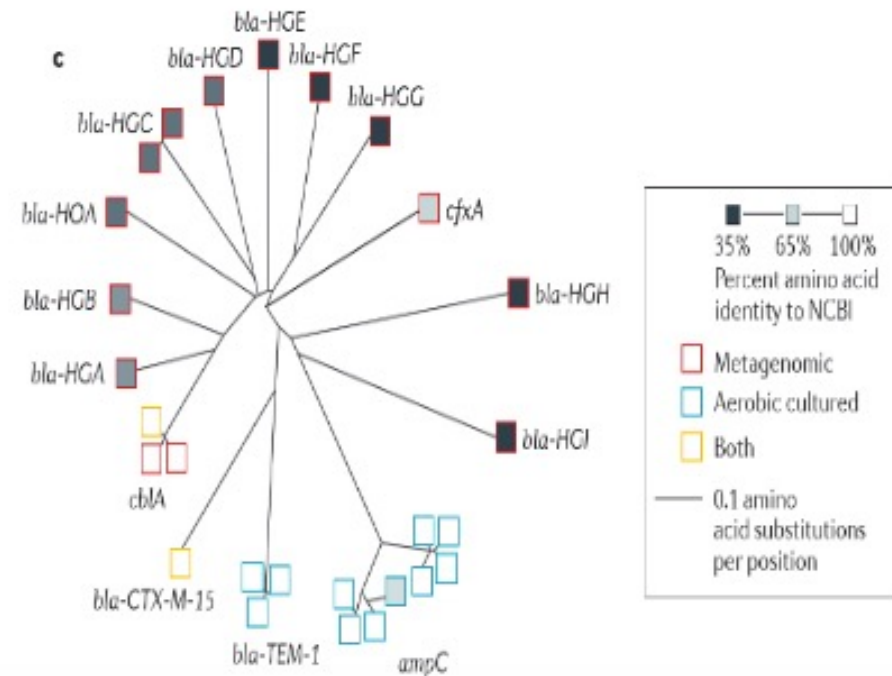 c
bla-HGE
bla-HGD
bla-HGF
bla-HGG
bla-HGC
bla-HOA
cfxA
bla-HGB
bla-HGH
bla-HGA
bla-HGI
cblA
bla-CTX-M-15
bla-TEM-1
ampC
35% 65% 100%
Percent amino acid
identity to NCBI
Metagenomic
Aerobic cultured
Both
0.1 amino
acid substitutions
per position